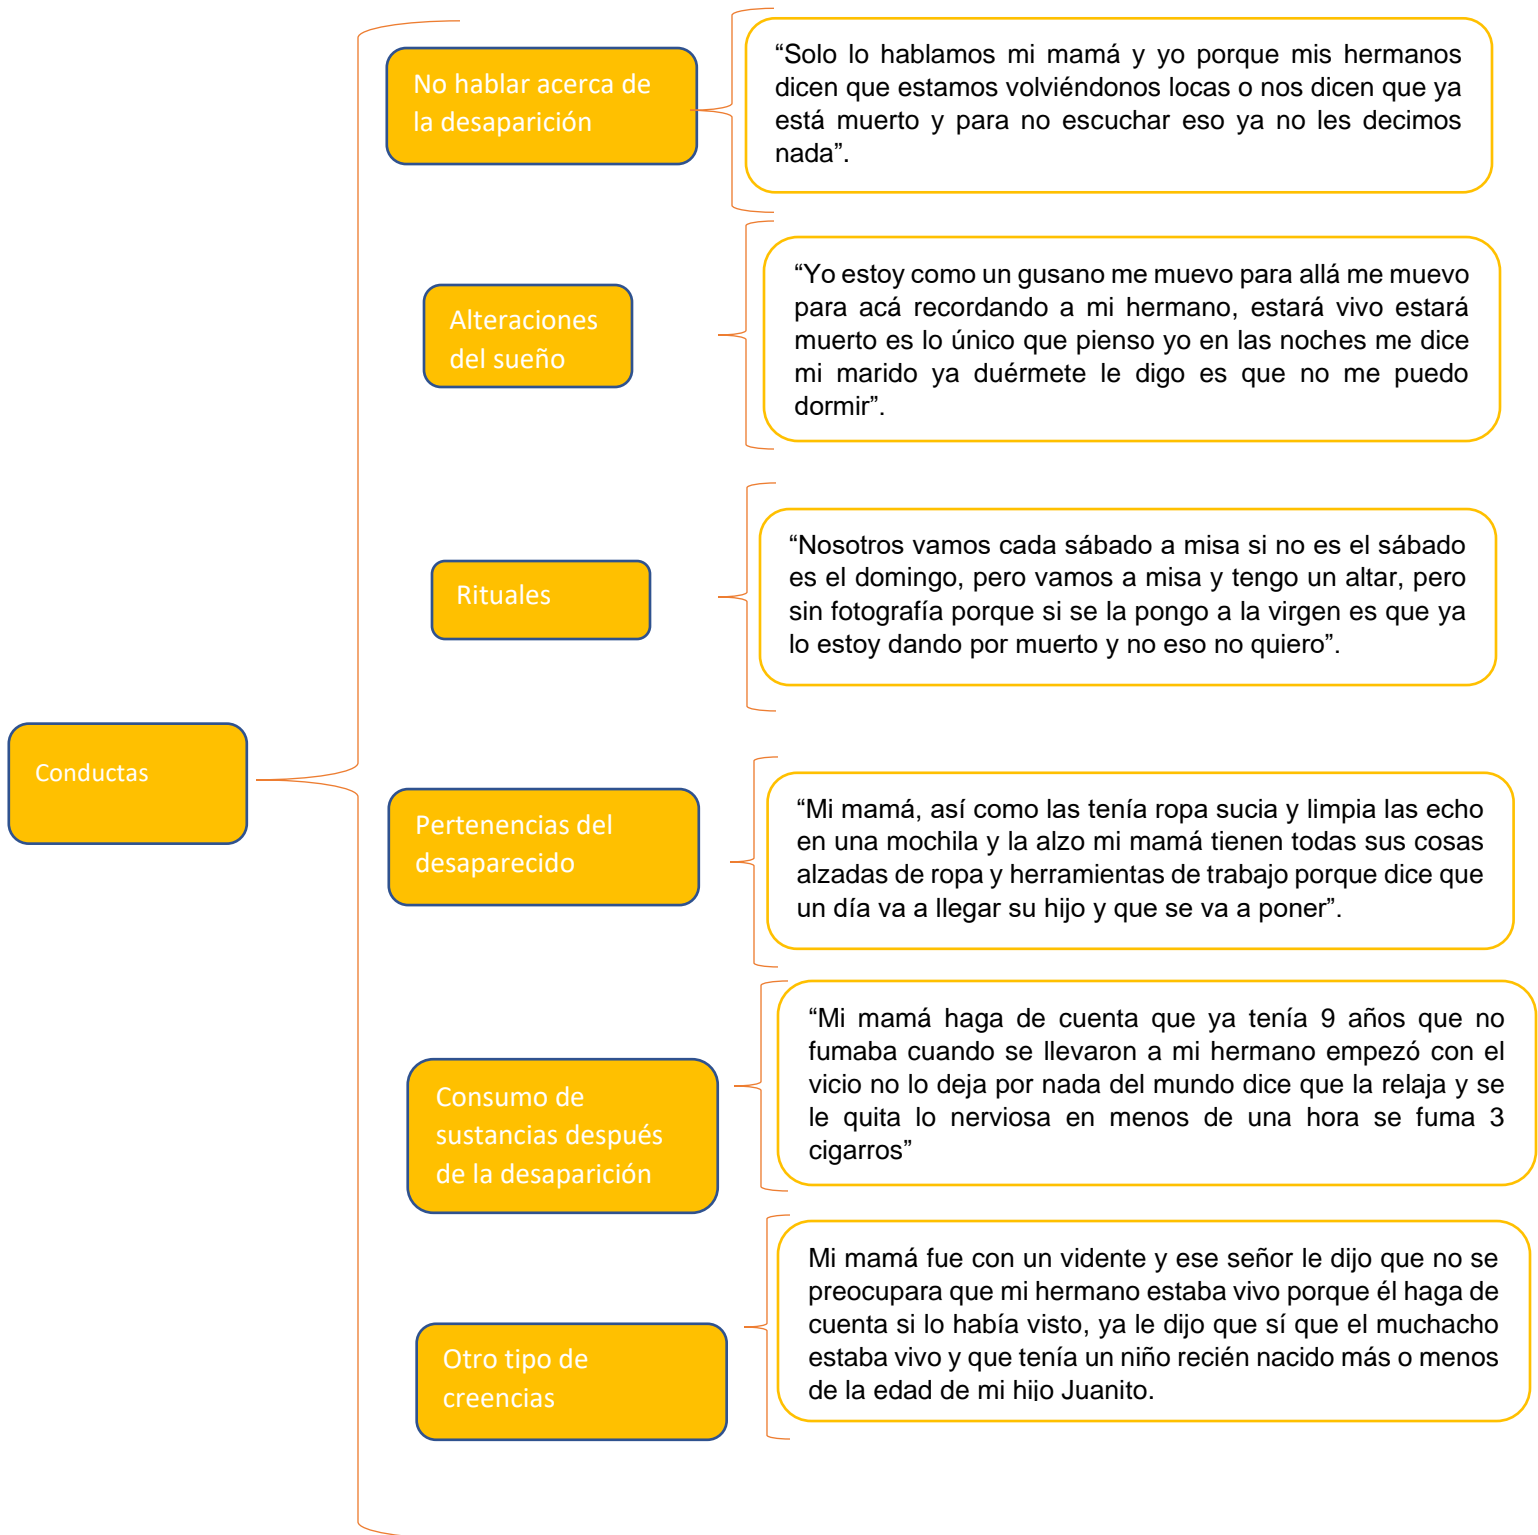 No hablar acerca de
la desaparición
“Solo lo hablamos mi mamá y yo porque mis hermanos
dicen que estamos volviéndonos locas o nos dicen que ya
está muerto y para no escuchar eso ya no les decimos
nada”.
Alteraciones
del sueño
“Yo estoy como un gusano me muevo para allá me muevo
para acá recordando a mi hermano, estará vivo estará
muerto es lo único que pienso yo en las noches me dice
mi marido ya duérmete le digo es que no me puedo
dormir”.
Rituales
“Nosotros vamos cada sábado a misa si no es el sábado
es el domingo, pero vamos a misa y tengo un altar, pero
sin fotografía porque si se la pongo a la virgen es que ya
lo estoy dando por muerto y no eso no quiero”.
Conductas
Pertenencias del
desaparecido
“Mi mamá, así como las tenía ropa sucia y limpia las echo
en una mochila y la alzo mi mamá tienen todas sus cosas
alzadas de ropa y herramientas de trabajo porque dice que
un día va a llegar su hijo y que se va a poner”.
Consumo de
sustancias después
de la desaparición
“Mi mamá haga de cuenta que ya tenía 9 años que no
fumaba cuando se llevaron a mi hermano empezó con el
vicio no lo deja por nada del mundo dice que la relaja y se
le quita lo nerviosa en menos de una hora se fuma 3
cigarros”
Otro tipo de
creencias
Mi mamá fue con un vidente y ese señor le dijo que no se
preocupara que mi hermano estaba vivo porque él haga de
cuenta si lo había visto, ya le dijo que sí que el muchacho
estaba vivo y que tenía un niño recién nacido más o menos
de la edad de mi hijo Juanito.